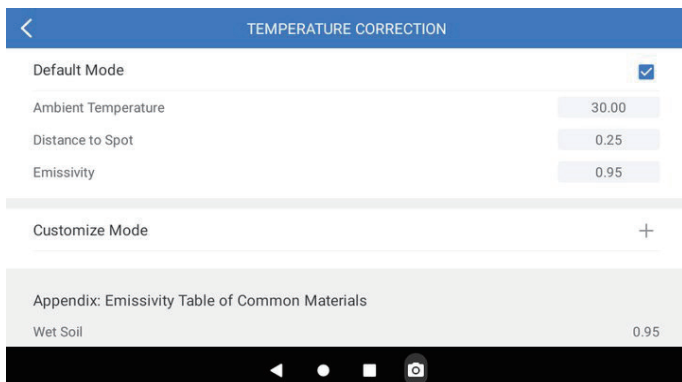 TEMPERATURE CORRECTION
Default Mode
Ambient Temperature 30.00
Distance to Spot 0.25
Emissivity 0.95
Customize Mode
Appendix: Emissivity Table of Common Materials
Wet Soil 0.95